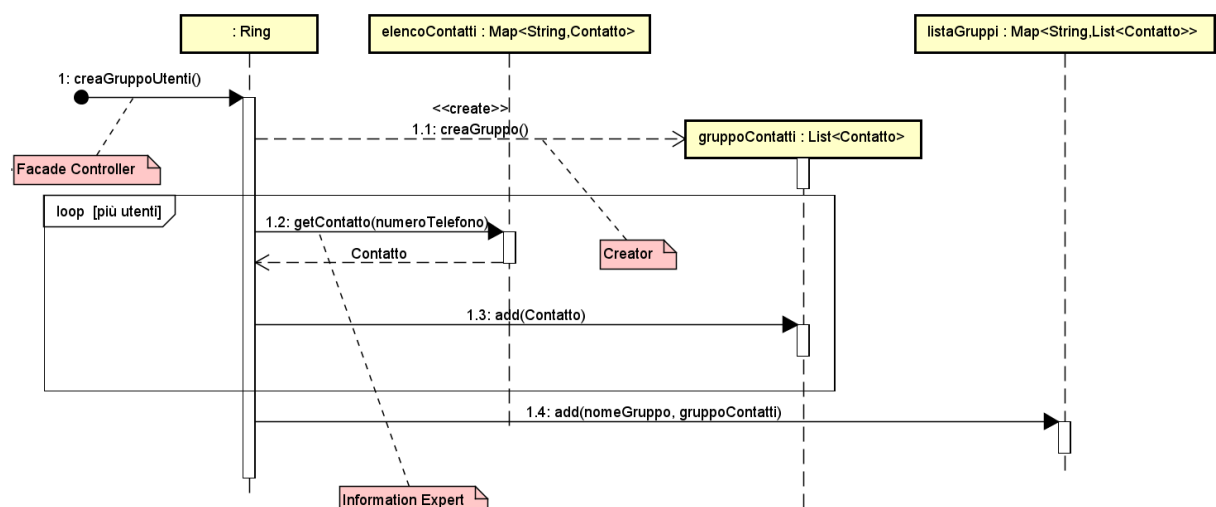 : Ring
elencoContatti : Map<String,Contatto>
listaGruppi : Map<String,List<Contatto>>
1: creaGruppoUtenti()
<<create>>
1.1: creaGruppo()
gruppoContatti : List<Contatto>
Facade Controller
loop [più utenti]
1.2: getContatto(numeroTelefono)
Contatto
Creator
1.3: add(Contatto)
1.4: add(nomeGruppo, gruppoContatti)
Information Expert